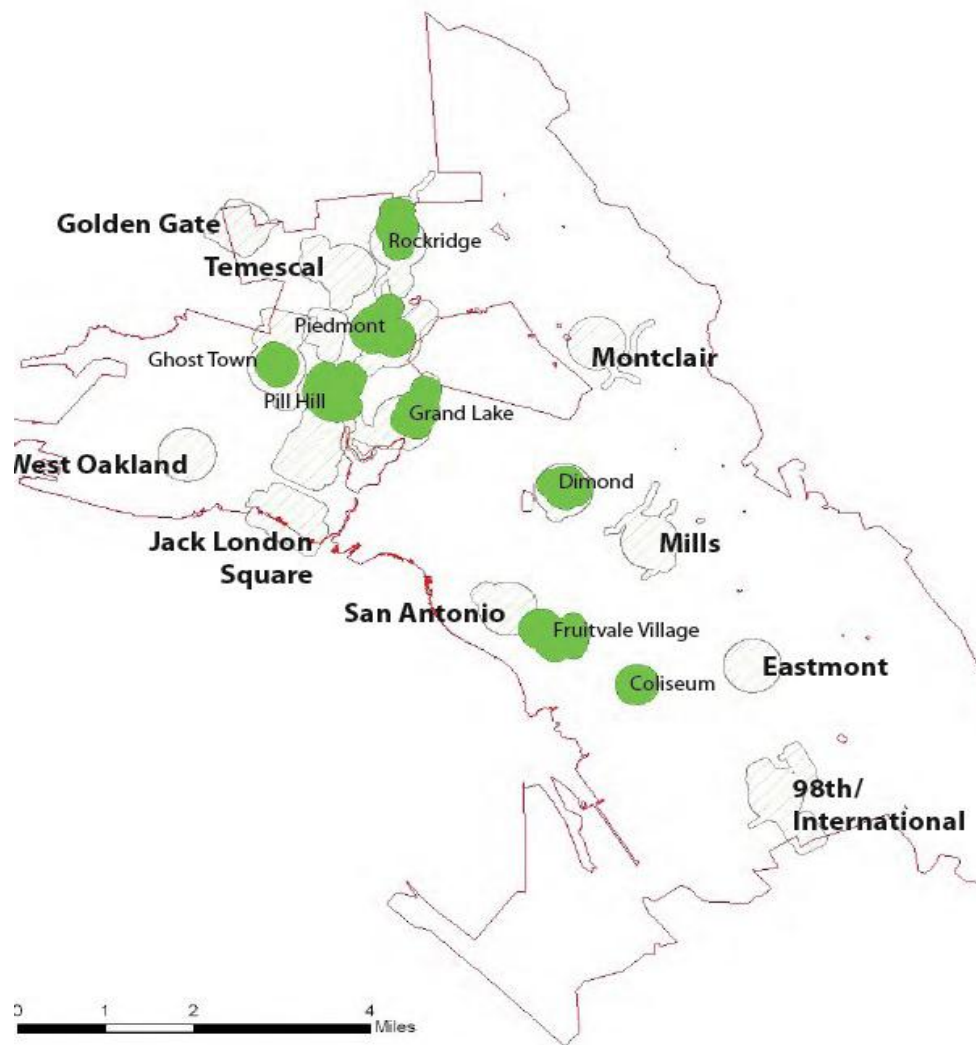 Golden Gate
Rockridge
Temescal
Piedmont
Montclair
Ghost Town
Pill Hill
Grand Lake
West Oakland
Dimond
Jack London
Square
Mills
San Antonio
Fruitvale Village
Eastmont
Coliseum
98th/
International
0 1 2 4
Miles